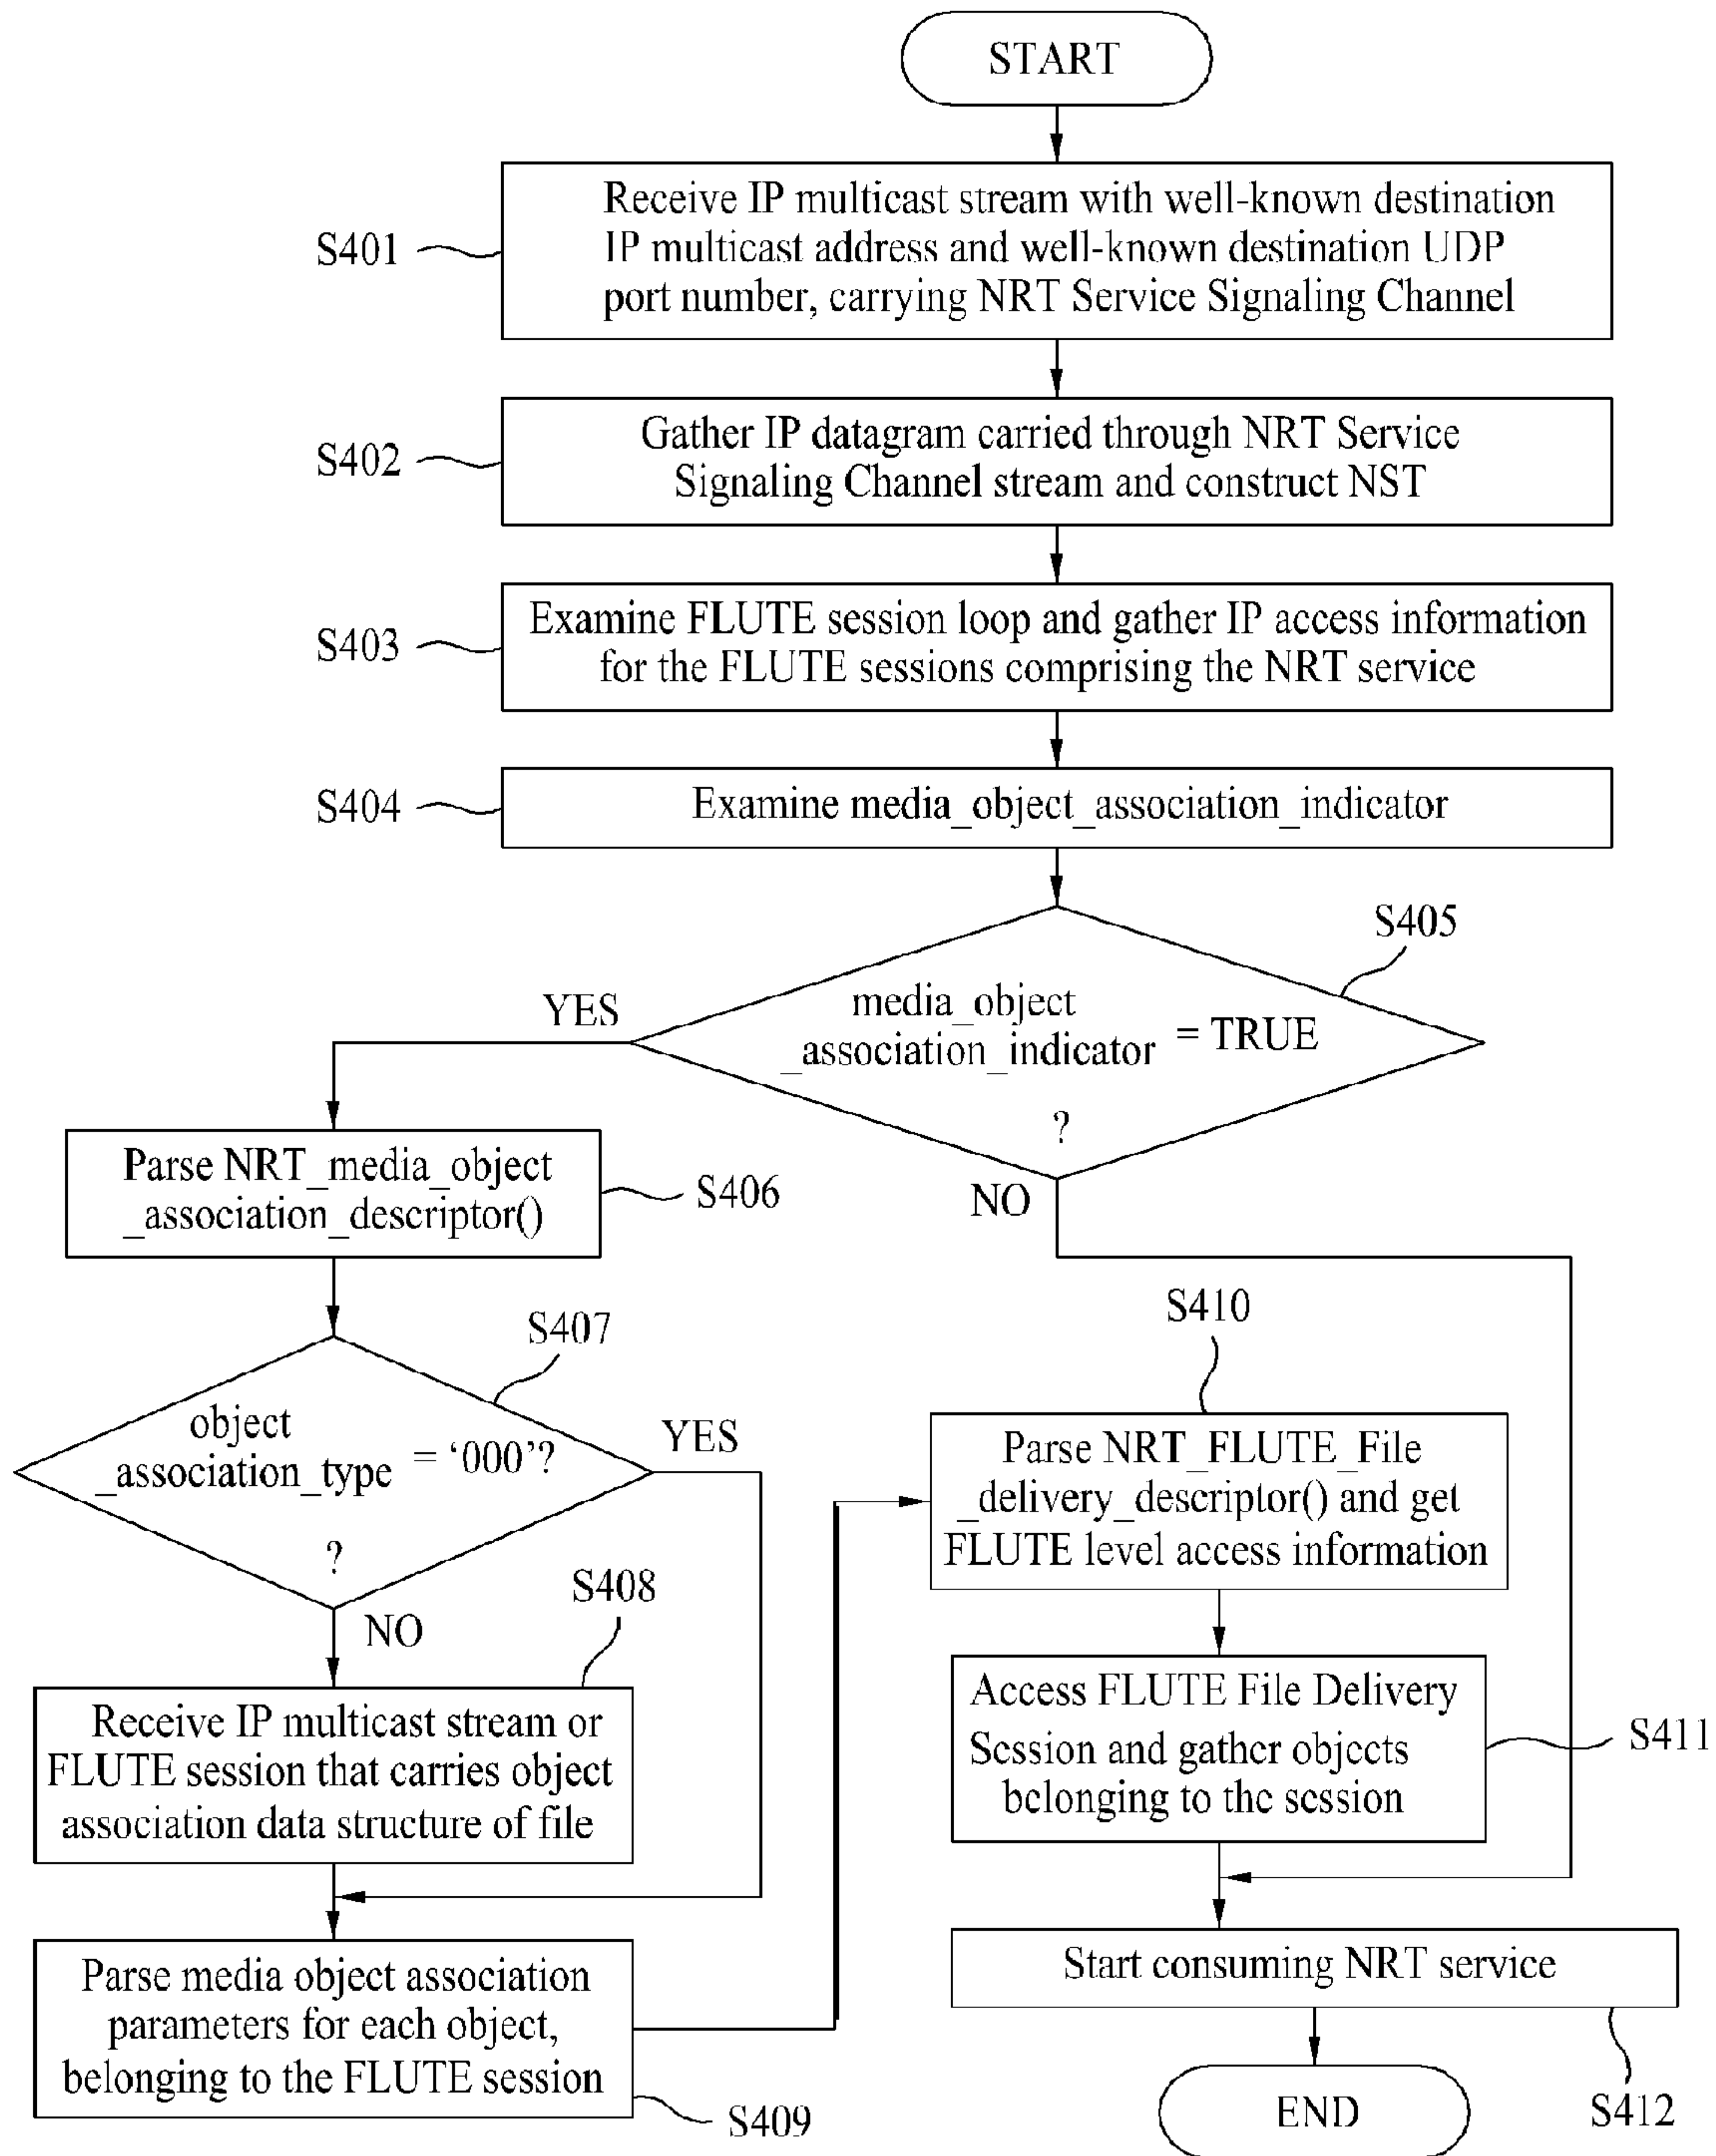 START
S401
Receive IP multicast stream with well-known destination
IP multicast address and well-known destination UDP
port number, carrying NRT Service Signaling Channel
S402
Gather IP datagram carried through NRT Service
Signaling Channel stream and construct NST
S403
Examine FLUTE session loop and gather IP access information
for the FLUTE sessions comprising the NRT service
S404
Examine media_object_association_indicator
S405
media_object
_association_indicator = TRUE
?
YES
NO
Parse NRT_media_object
_association_descriptor()
S406
S407
object
_association_type = ‘000’?
?
YES
NO
S408
Receive IP multicast stream or
FLUTE session that carries object
association data structure of file
Parse media object association
parameters for each object,
belonging to the FLUTE session
S409
S410
Parse NRT_FLUTE_File
_delivery_descriptor() and get
FLUTE level access information
Access FLUTE File Delivery
Session and gather objects
belonging to the session
S411
Start consuming NRT service
S412
END